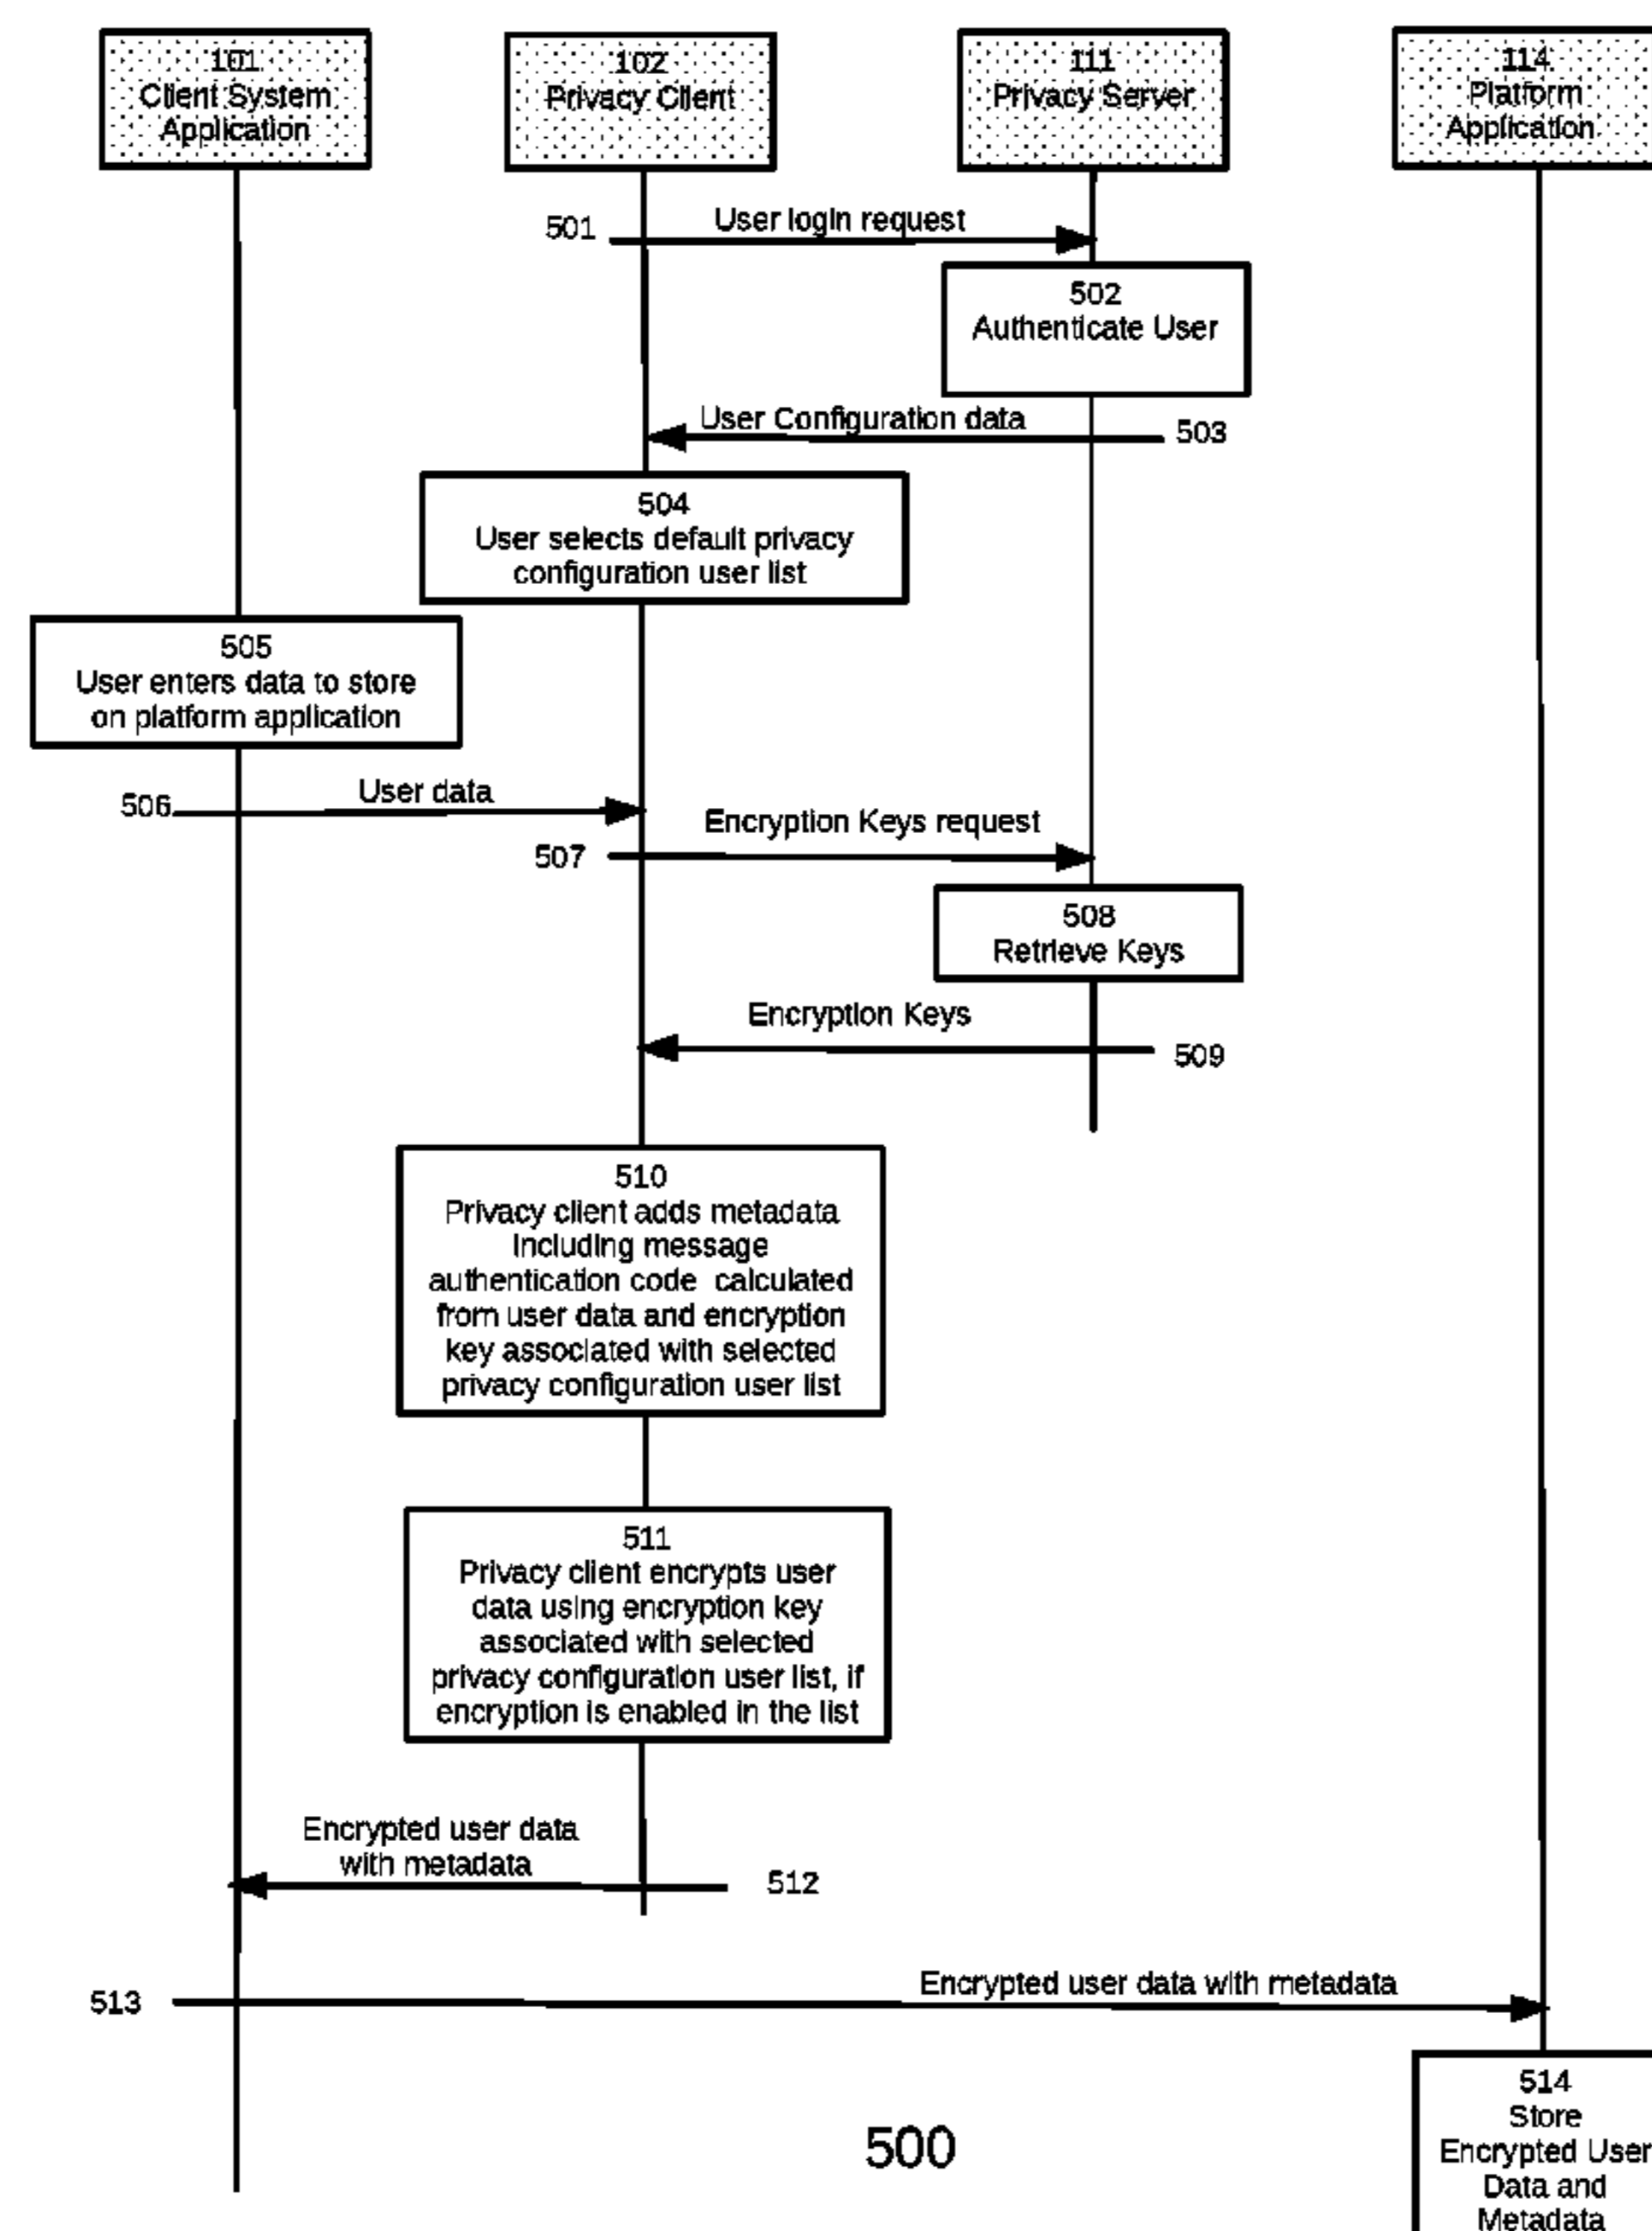 101
Client System
Application
102
Privacy Client
111
Privacy Server
114
Platform
Application
501
User login request
502
Authenticate User
User Configuration data
503
504
User selects default privacy
configuration user list
505
User enters data to store
on platform application
506
User data
Encryption Keys request
507
508
Retrieve Keys
Encryption Keys
509
510
Privacy client adds metadata
including message
authentication code calculated
from user data and encryption
key associated with selected
privacy configuration user list
511
Privacy client encrypts user
data using encryption key
associated with selected
privacy configuration user list, if
encryption is enabled in the list
Encrypted user data
with metadata
512
Encrypted user data with metadata
513
514
Store
Encrypted User
Data and
Metadata
500